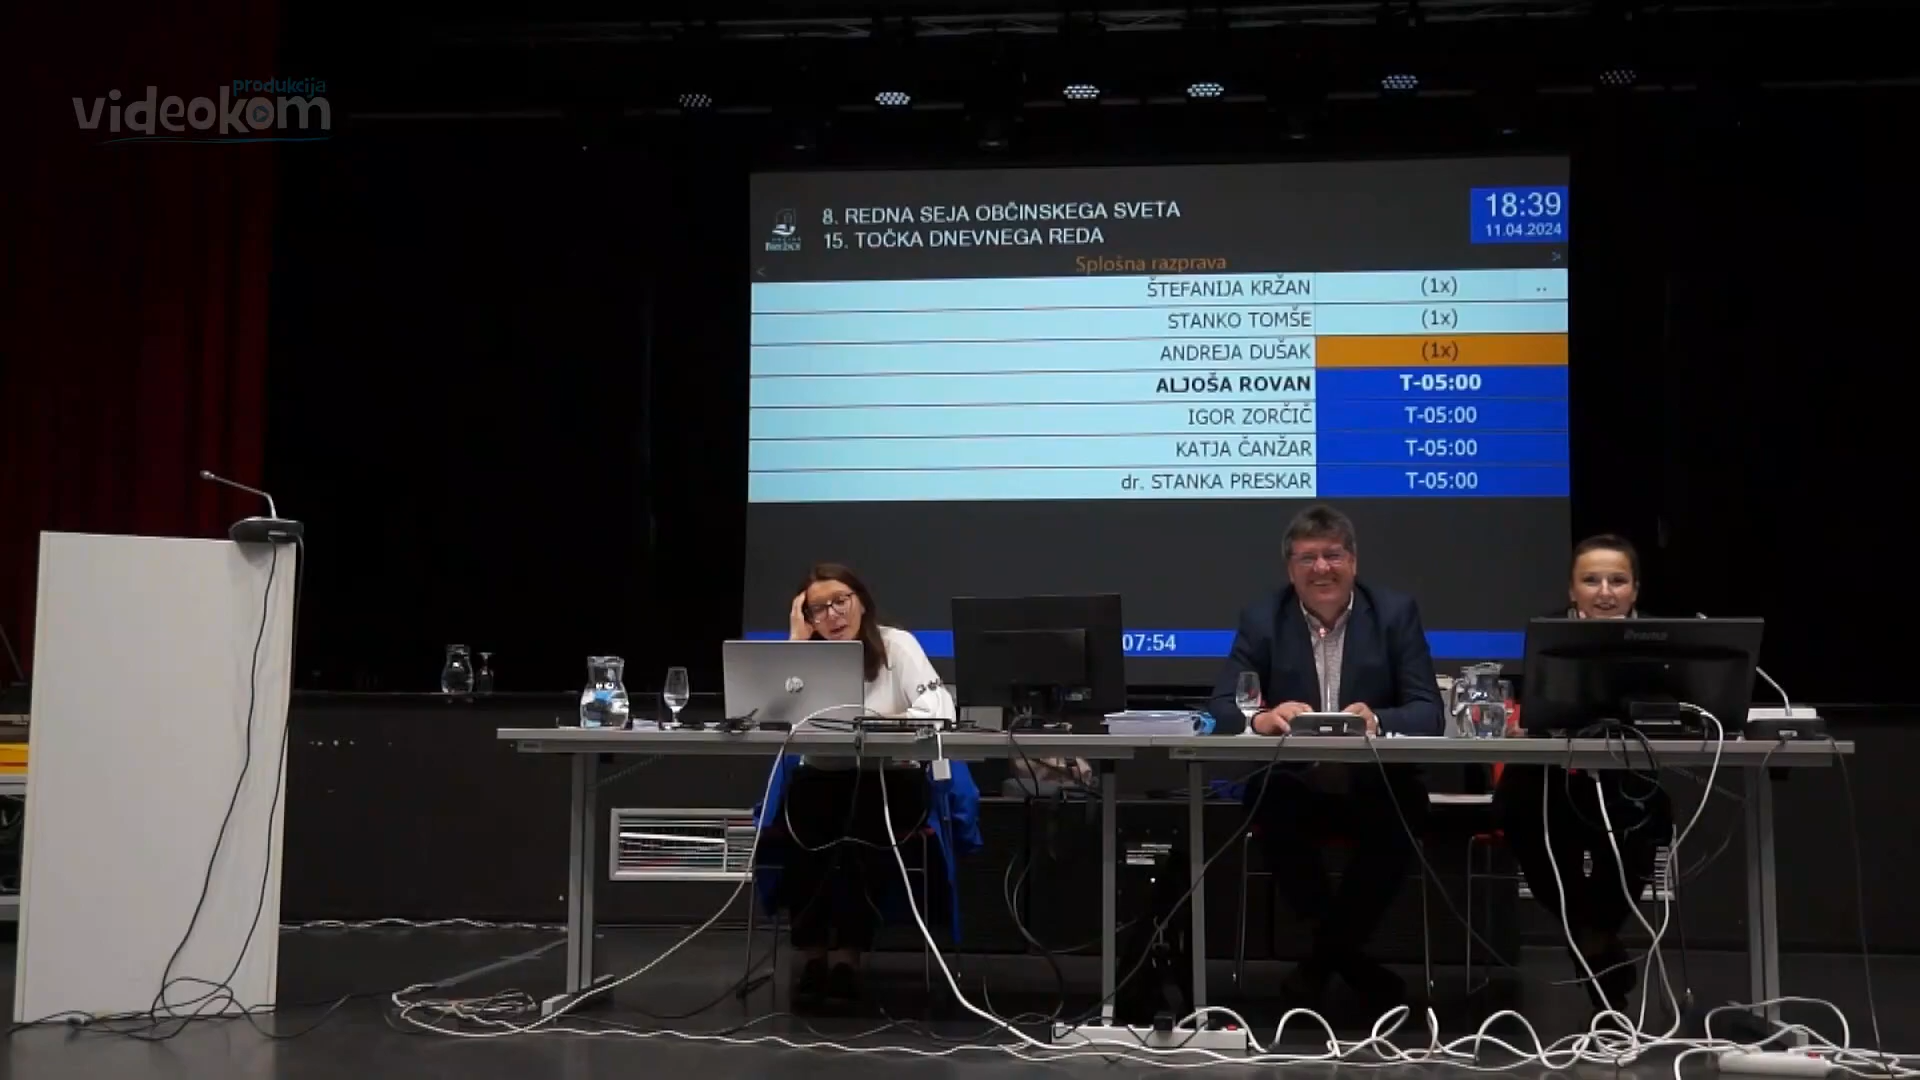 produkcija
videokom
8. REDNA SEJA OBČINSKEGA SVETA
15. TOČKA DNEVNEGA REDA
18:39
11.04.2024
Splošna razprava
< >
ŠTEFANIJA KRŽAN (1x) ..
STANKO TOMŠE (1x)
ANDREJA DUŠAK (1x)
ALJOŠA ROVAN T-05:00
IGOR ZORČIČ T-05:00
KATJA ČANŽAR T-05:00
dr. STANKA PRESKAR T-05:00
07:54
hp
iiyama